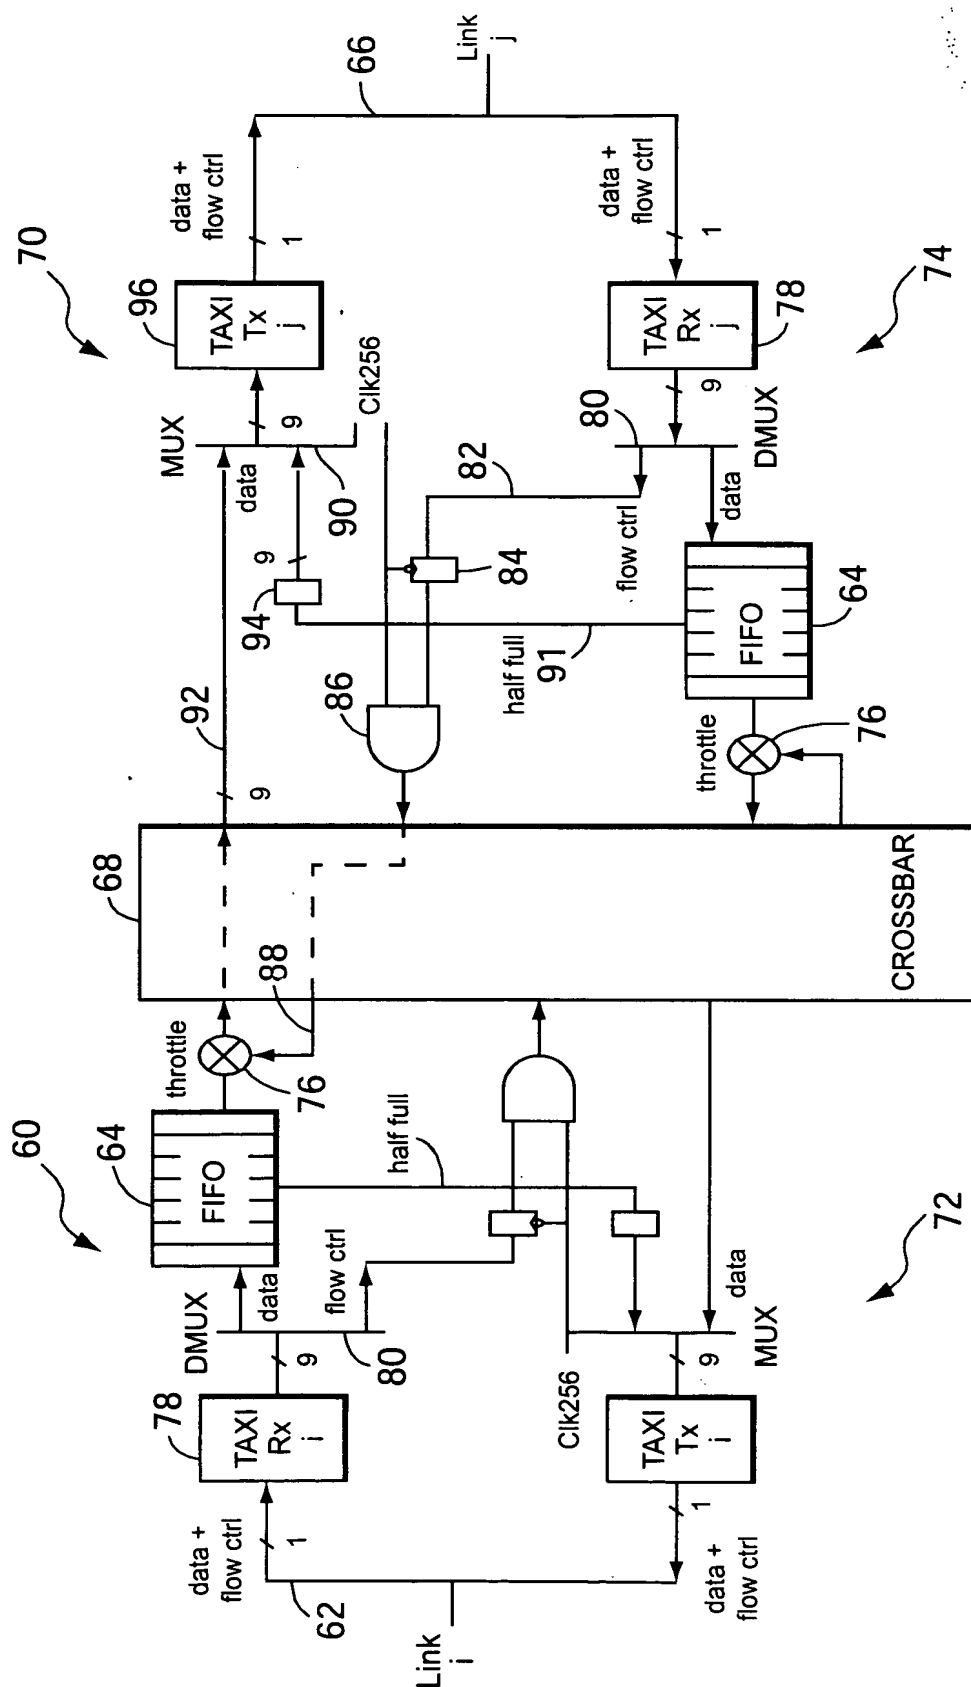 60
64
DMUX
data
FIFO
throttle
76
88
68
92
9
78
TAXI
Rx
i
9
80
flow ctrl
half full
data +
flow ctrl
1
62
Link
i
Clk256
TAXI
Tx
i
9
MUX
data
1
data +
flow ctrl
72
CROSSBAR
70
MUX
data
9
90
9
94
96
TAXI
Tx
j
data +
flow ctrl
1
66
Link
j
Clk256
86
82
84
80
flow ctrl
half full
91
data
DMUX
9
TAXI
Rx
j
78
data +
flow ctrl
1
74
FIFO
64
throttle
76